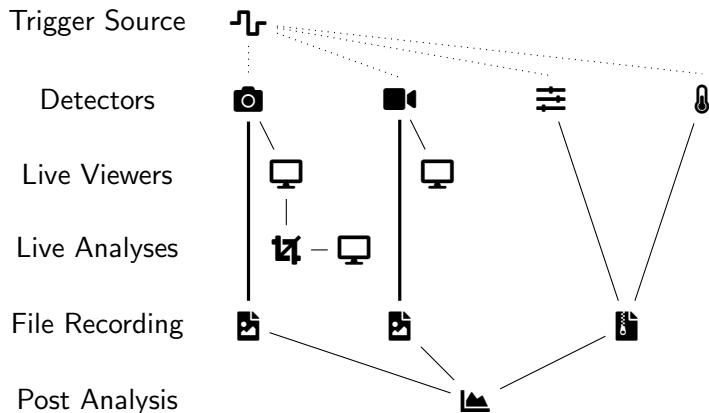 Trigger Source
Detectors
Live Viewers
Live Analyses
File Recording
Post Analysis